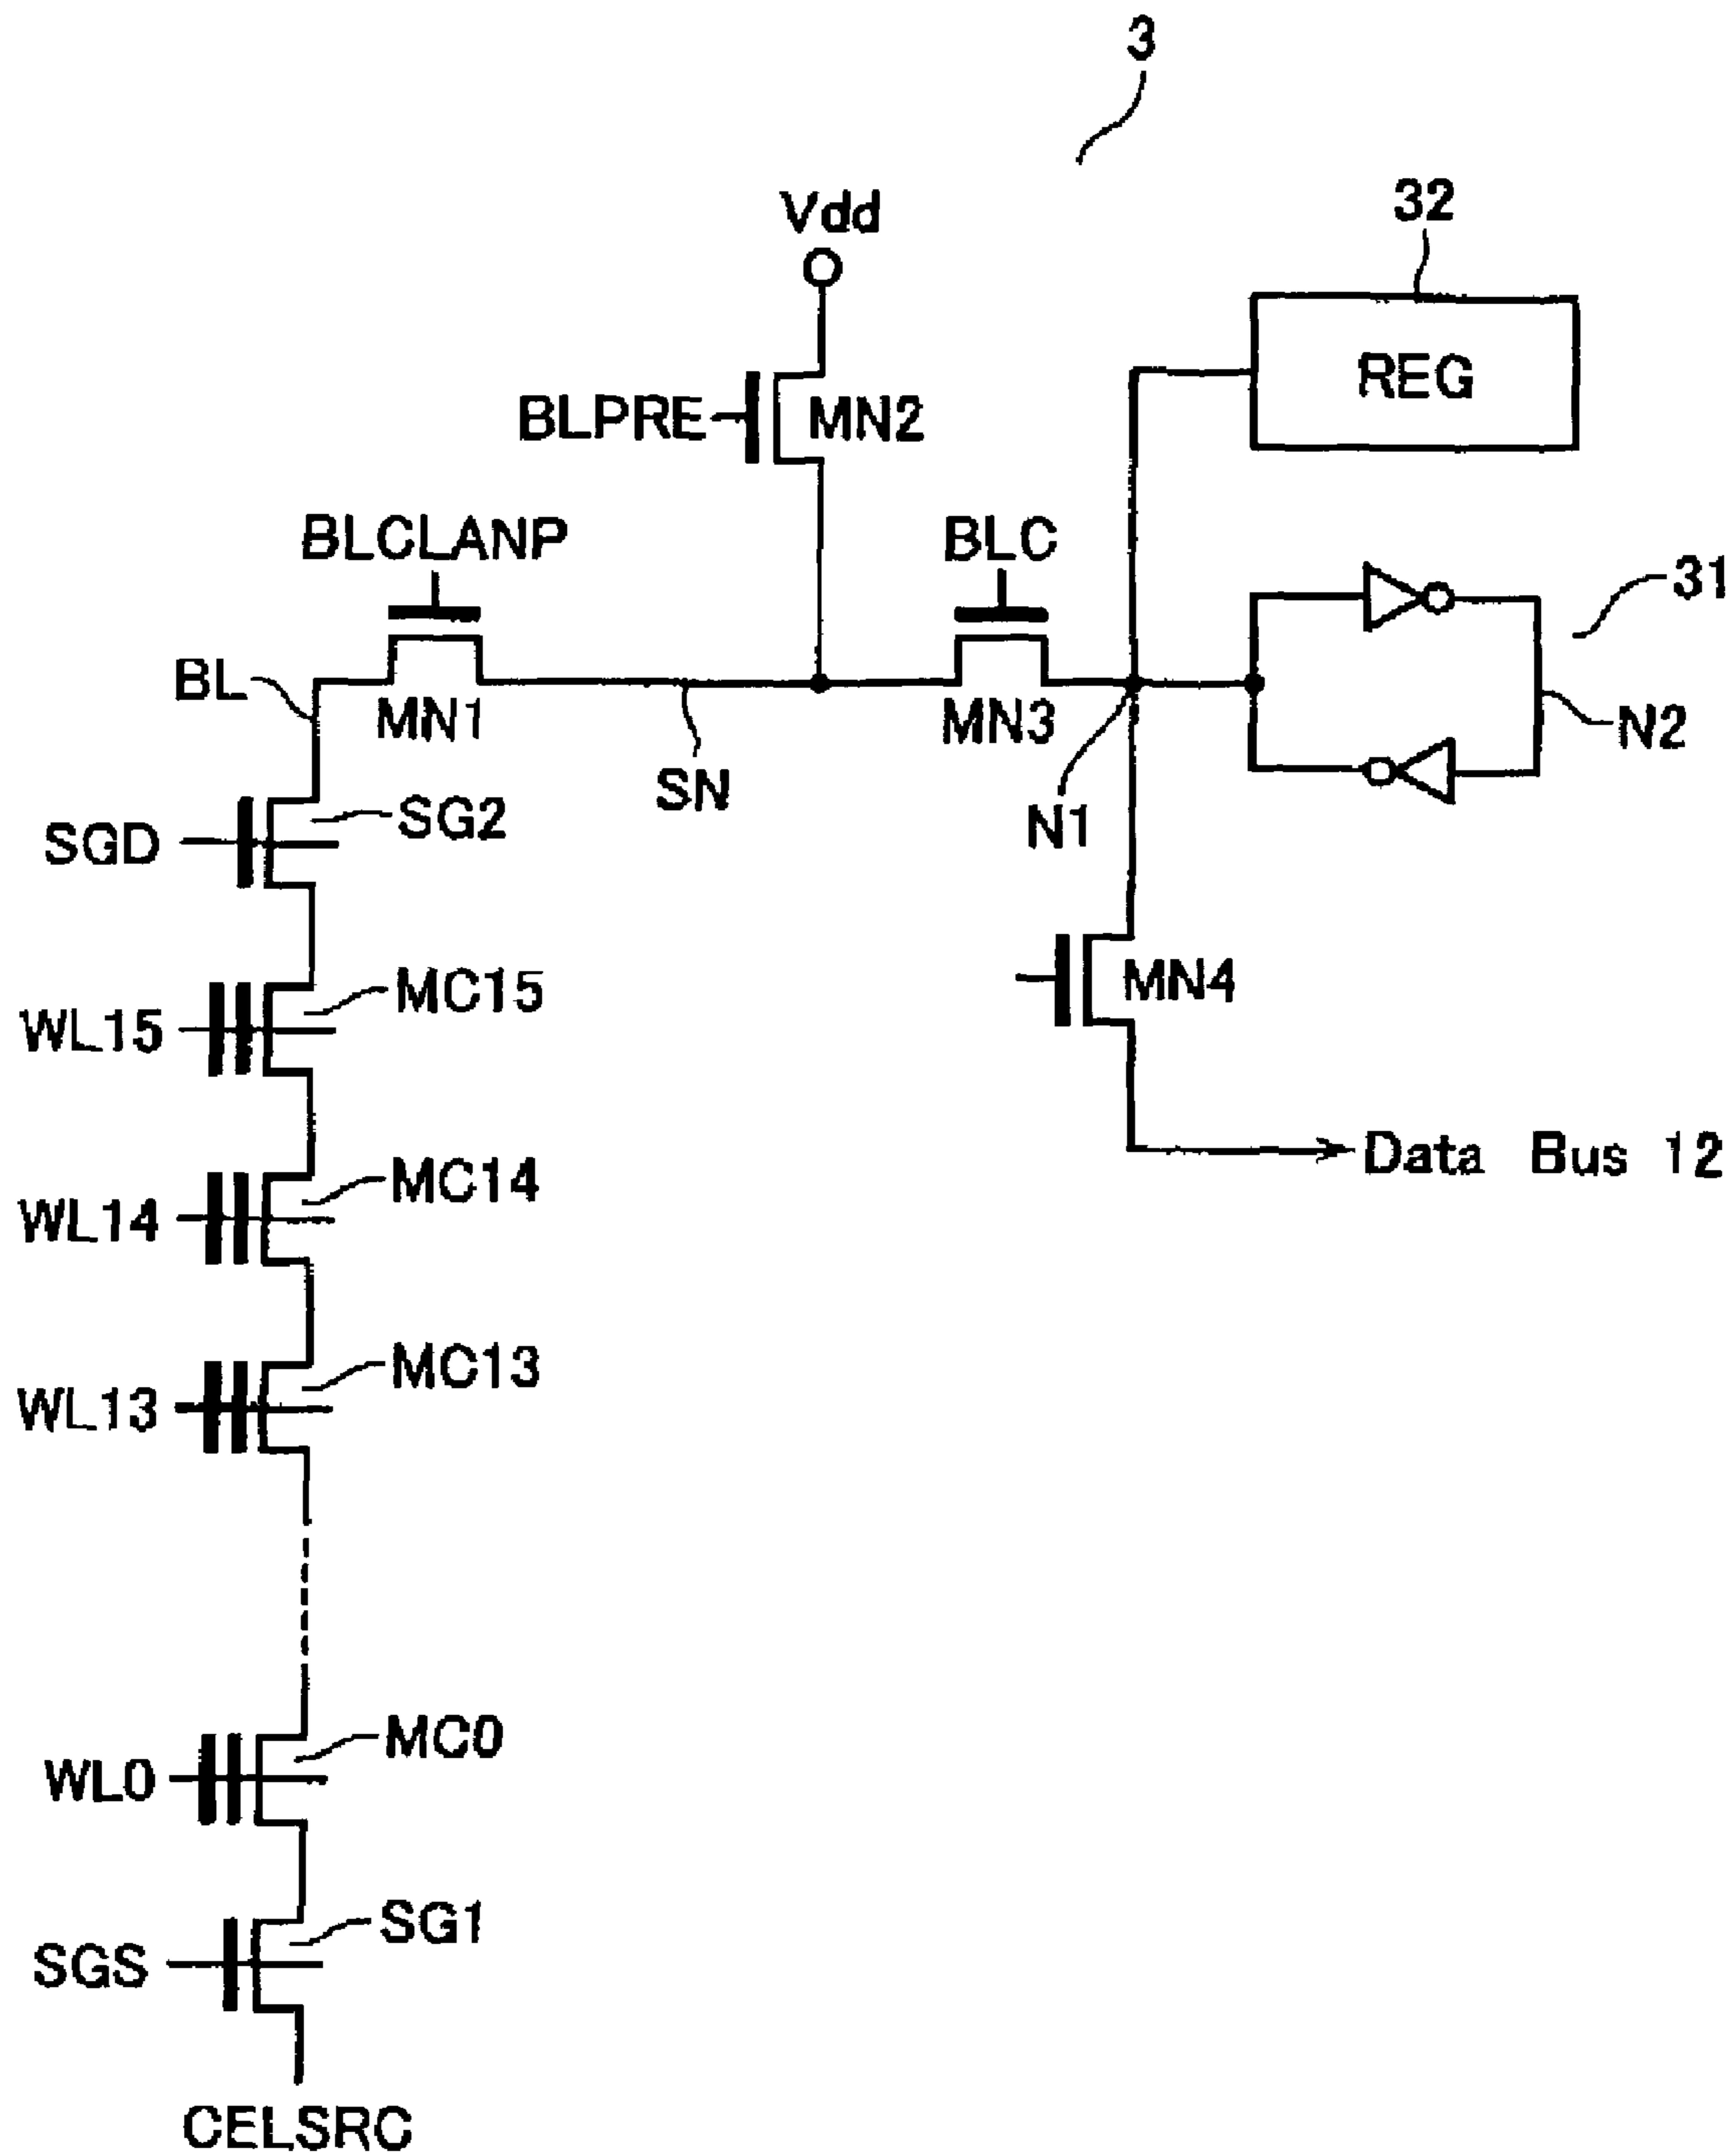 3
Vdd
32
REG
BLPRE
MN2
BLCLANP
BLC
31
BL
MN1
SN
MN3
N1
N2
SGD
SG2
MN4
WL15
MC15
Data Bus 12
WL14
MC14
WL13
MC13
WL0
MC0
SGS
SG1
CELSRC